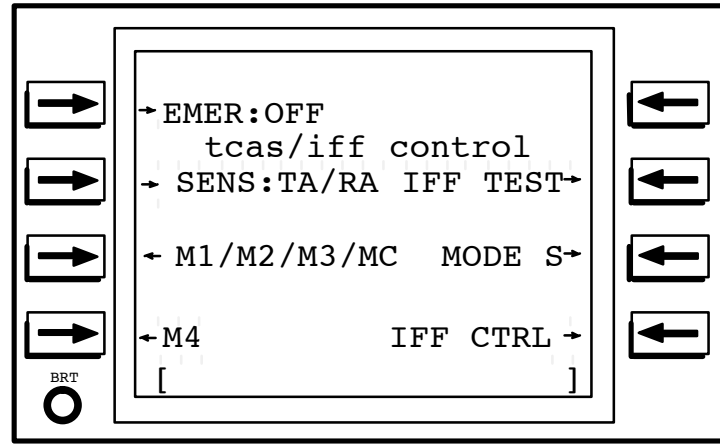 →EMER:OFF
tcas/iff control
→ SENS:TA/RA IFF TEST→
← M1/M2/M3/MC MODE S→
←M4 IFF CTRL →
BRT
[ ]